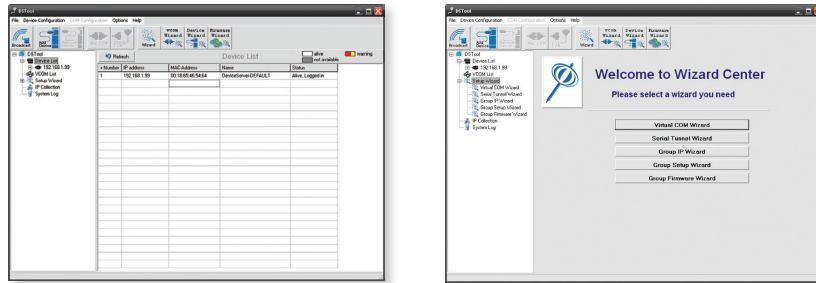 DSTool
File Device Configuration COM Configuration Options Help
Broadcast
Wizard
VCOM Wizard
Device Wizard
Firmware Wizard
DSTool
Device List
192.168.1.99
VCOM List
Setup Wizard
IP Collection
System Log
Refresh
Device List
alive
warning
not available
Number IP address MAC Address Name Status
1 192.168.1.99 00:18:65:46:54:64 DeviceServer-DEFAULT Alive, Logged in
DSTool
File Device Configuration COM Configuration Options Help
Broadcast
Wizard
VCOM Wizard
Device Wizard
Firmware Wizard
DSTool
Device List
192.168.1.99
VCOM List
Setup Wizard
Virtual COM Wizard
Serial Tunnel Wizard
Group IP Wizard
Group Setup Wizard
Group Firmware Wizard
IP Collection
System Log
Welcome to Wizard Center
Please select a wizard you need
Virtual COM Wizard
Serial Tunnel Wizard
Group IP Wizard
Group Setup Wizard
Group Firmware Wizard